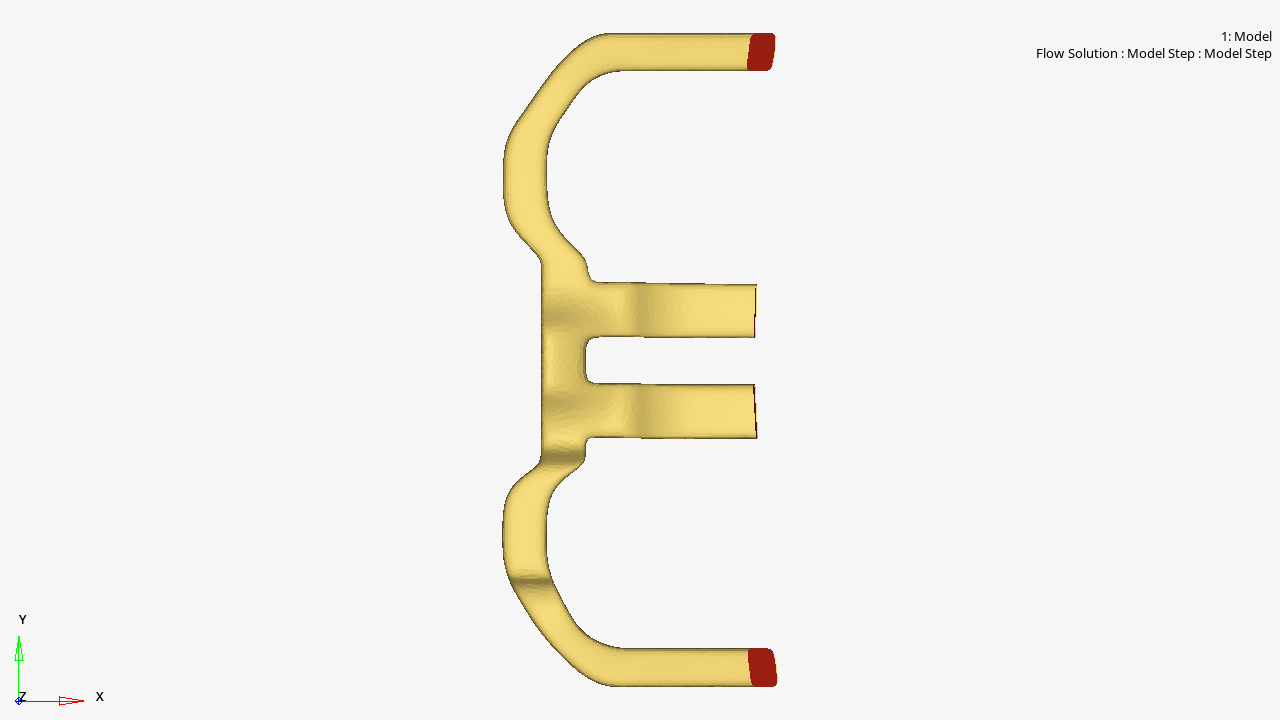 1: Model
Flow Solution : Model Step : Model Step
Y
Z
X